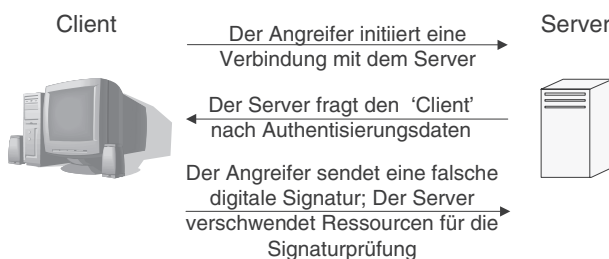 Client
Server
Der Angreifer initiiert eine
Verbindung mit dem Server
Der Server fragt den 'Client'
nach Authentisierungsdaten
Der Angreifer sendet eine falsche
digitale Signatur; Der Server
verschwendet Ressourcen für die
Signaturprüfung